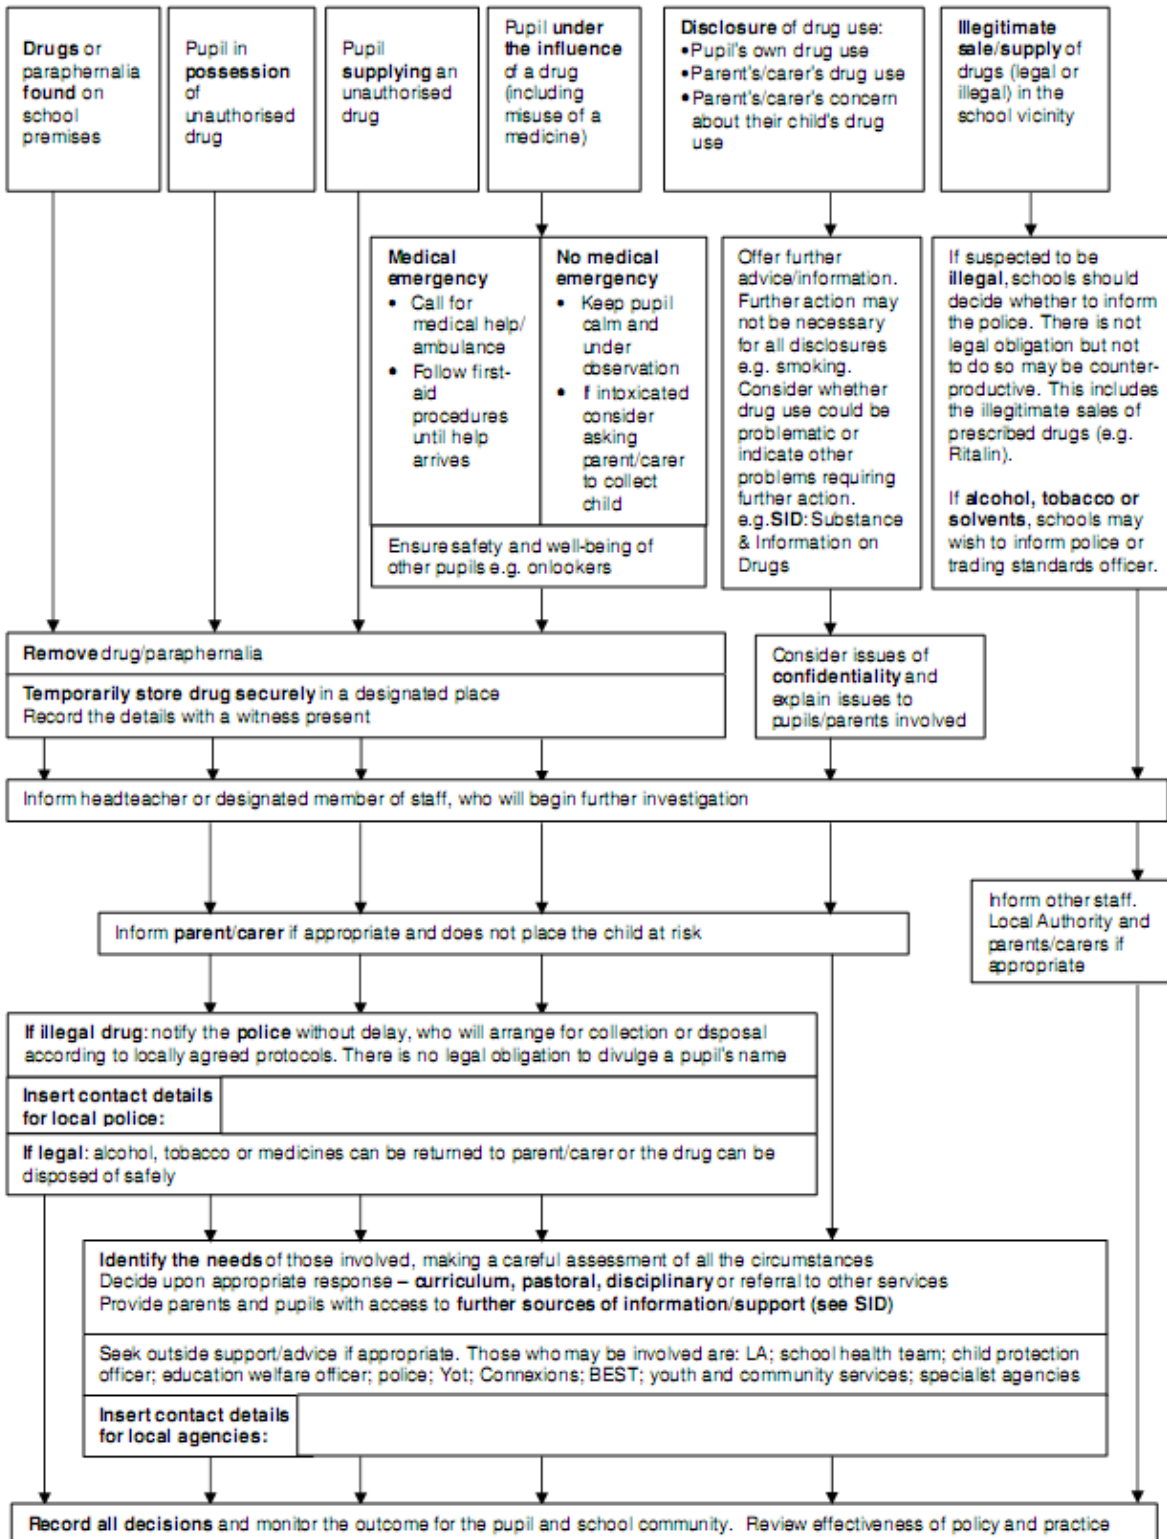 Drugs or
paraphernalia
found on
school
premises
Pupil in
possession
of
unauthorised
drug
Pupil
supplying an
unauthorised
drug
Pupil under
the influence
of a drug
(including
misuse of a
medicine)
Disclosure of drug use:
•Pupil's own drug use
•Parent's/carer's drug use
•Parent's/carer's concern
about their child's drug
use
Illegitimate
sale/supply of
drugs (legal or
illegal) in the
school vicinity
Medical
emergency
• Call for
medical help/
ambulance
• Follow first-
aid
procedures
until help
arrives
No medical
emergency
• Keep pupil
calm and
under
observation
• If intoxicated
consider
asking
parent/carer
to collect
child
Ensure safety and well-being of
other pupils e.g. onlookers
Offer further
advice/information.
Further action may
not be necessary
for all disclosures
e.g. smoking.
Consider whether
drug use could be
problematic or
indicate other
problems requiring
further action.
e.g.SID: Substance
& Information on
Drugs
If suspected to be
illegal, schools should
decide whether to inform
the police. There is not
legal obligation but not
to do so may be counter-
productive. This includes
the illegitimate sales of
prescribed drugs (e.g.
Ritalin).
If alcohol, tobacco or
solvents, schools may
wish to inform police or
trading standards officer.
Remove drug/paraphernalia
Temporarily store drug securely in a designated place
Record the details with a witness present
Consider issues of
confidentiality and
explain issues to
pupils/parents involved
Inform headteacher or designated member of staff, who will begin further investigation
Inform parent/carer if appropriate and does not place the child at risk
Inform other staff.
Local Authority and
parents/carers if
appropriate
If illegal drug: notify the police without delay, who will arrange for collection or disposal
according to locally agreed protocols. There is no legal obligation to divulge a pupil's name
Insert contact details
for local police:
If legal: alcohol, tobacco or medicines can be returned to parent/carer or the drug can be
disposed of safely
Identify the needs of those involved, making a careful assessment of all the circumstances
Decide upon appropriate response – curriculum, pastoral, disciplinary or referral to other services
Provide parents and pupils with access to further sources of information/support (see SID)
Seek outside support/advice if appropriate. Those who may be involved are: LA; school health team; child protection
officer; education welfare officer; police; Yot; Connexions; BEST; youth and community services; specialist agencies
Insert contact details
for local agencies:
Record all decisions and monitor the outcome for the pupil and school community. Review effectiveness of policy and practice